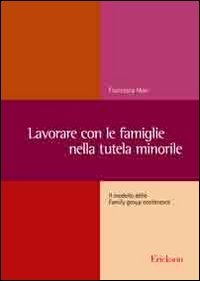 Francesca Maci
Lavorare con le famiglie
nella tutela minorile
Il modello delle
Family group conference
Erickson